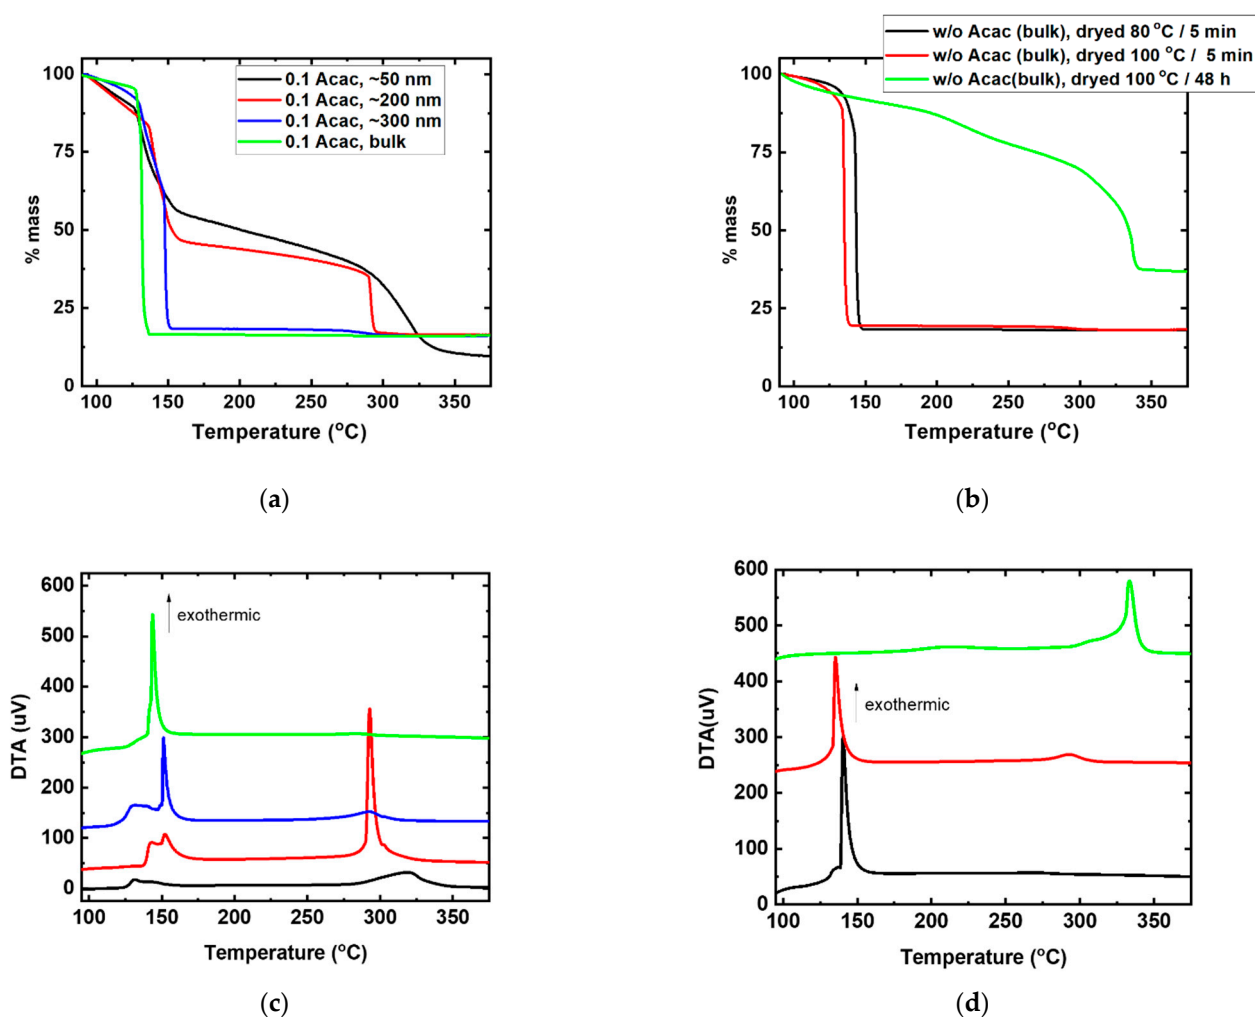 100
75
50
25
0
% mass
0.1 Acac, ~50 nm
0.1 Acac, ~200 nm
0.1 Acac, ~300 nm
0.1 Acac, bulk
100 150 200 250 300 350
Temperature (°C)
(a)
w/o Acac (bulk), dryed 80 °C / 5 min
w/o Acac (bulk), dryed 100 °C / 5 min
w/o Acac(bulk), dryed 100 °C / 48 h
100
75
50
25
0
% mass
100 150 200 250 300 350
Temperature (°C)
(b)
600
500
400
300
200
100
0
DTA (uV)
exothermic
100 150 200 250 300 350
Temperature (°C)
(c)
600
500
400
300
200
100
0
DTA(uV)
exothermic
100 150 200 250 300 350
Temperature (°C)
(d)